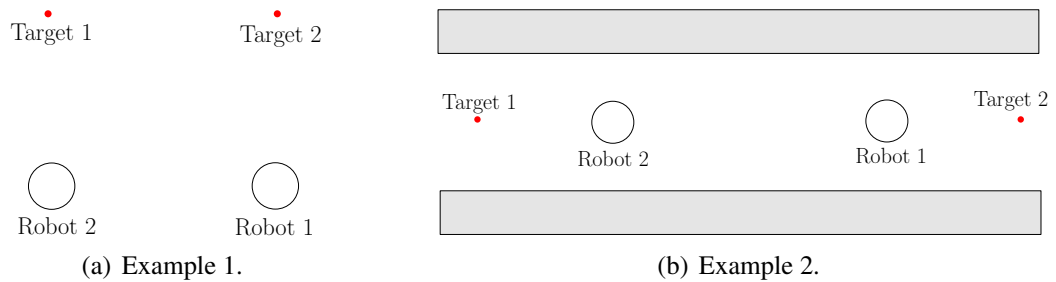 Target 1
Target 2
Robot 2
Robot 1
(a) Example 1.
Target 1
Target 2
Robot 2
Robot 1
(b) Example 2.